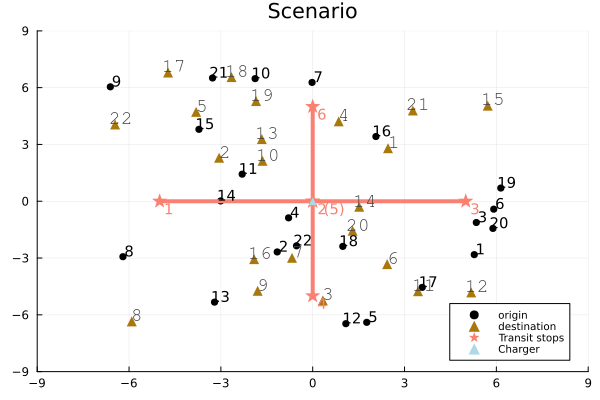 Scenario
9
6
3
0
−3
−6
−9
17 21 18 10 7
9
19 5 21 15
22 15 4
16
13 1
2 10
11
19
14 1 2(5) 14 3 6
4 3
20 20
22
2 18
8 16 7 6 1
17
9 11 12
13 3
8 12 5
6
origin
destination
Transit stops
Charger
−9 −6 −3 0 3 6 9